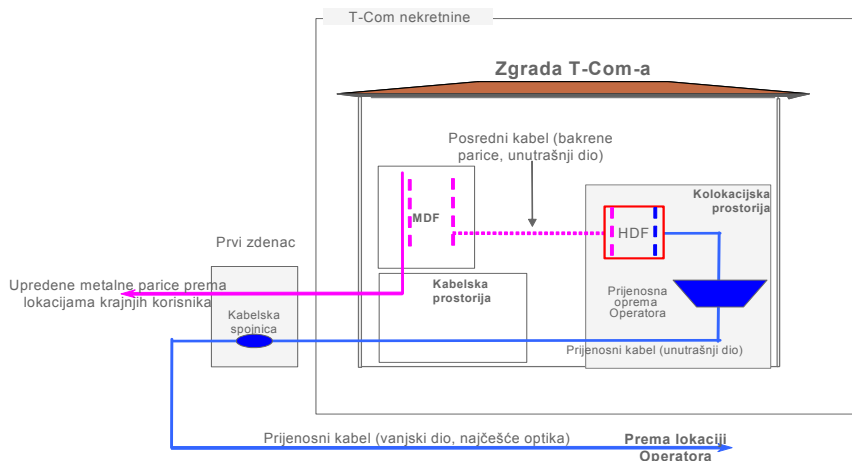 T-Com nekretnine
Zgrada T-Com-a
Posredni kabel (bakrene
parice, unutrašnji dio)
Kolokacijska
prostorija
MDF
HDF
Prvi zdenac
Upredene metalne parice prema
lokacijama krajnjih korisnika
Kabelska
prostorija
Prijenosna
oprema
Operatora
Kabelska
spojnica
Prijenosni kabel (unutrašnji dio)
Prijenosni kabel (vanjski dio, najčešće optika)
Prema lokaciji
Operatora